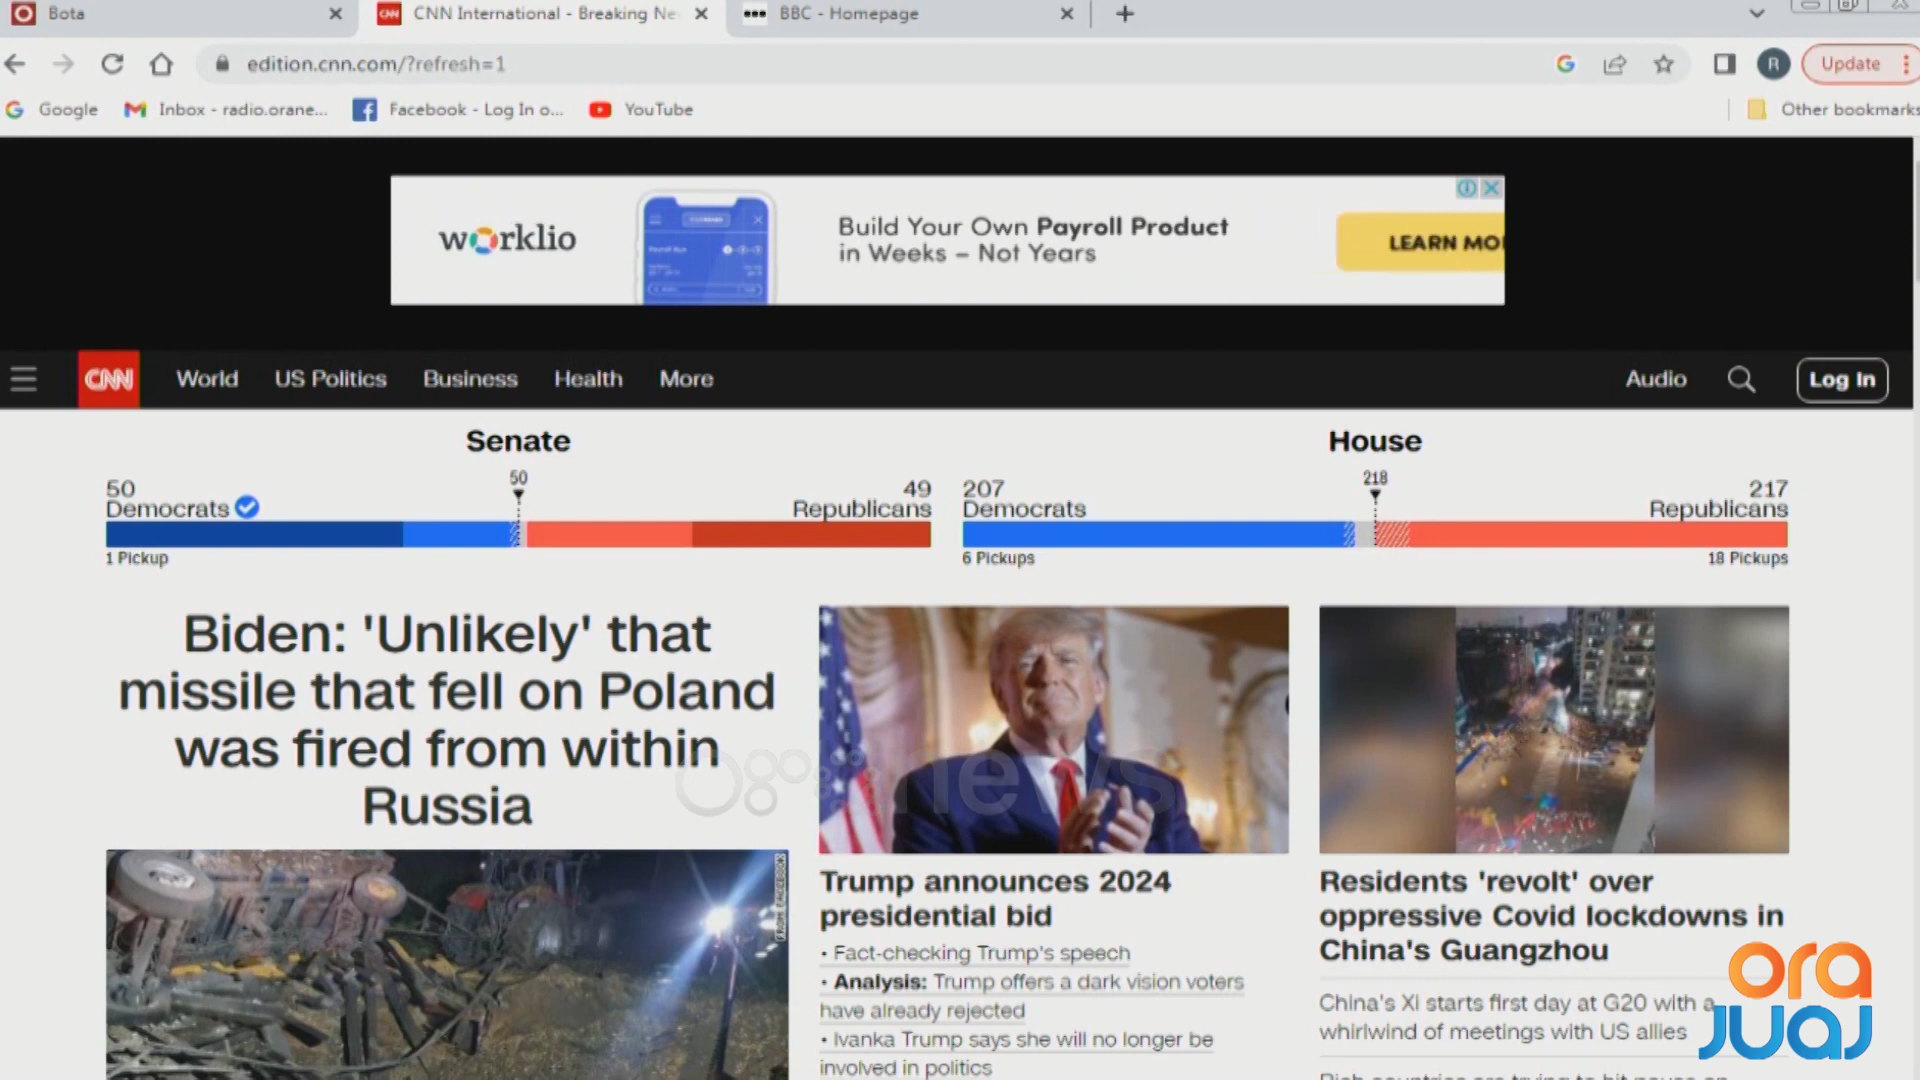 Bota
CNN International - Breaking Ne
BBC - Homepage
edition.cnn.com/?refresh=1
R
Update
Google
Inbox - radio.orane...
Facebook - Log In o...
YouTube
Other bookmarks
worklio
Build Your Own Payroll Product
in Weeks – Not Years
LEARN MO
CNN
World
US Politics
Business
Health
More
Audio
Log In
Senate
50
50
Democrats
49
Republicans
1 Pickup
House
218
207
Democrats
217
Republicans
6 Pickups
18 Pickups
Biden: 'Unlikely' that
missile that fell on Poland
was fired from within
Russia
FROM FACEBOOK
Trump announces 2024
presidential bid
• Fact-checking Trump's speech
• Analysis: Trump offers a dark vision voters
have already rejected
• Ivanka Trump says she will no longer be
involved in politics
Residents 'revolt' over
oppressive Covid lockdowns in
China's Guangzhou
China's Xi starts first day at G20 with a
whirlwind of meetings with US allies
news
ora
JUAJ